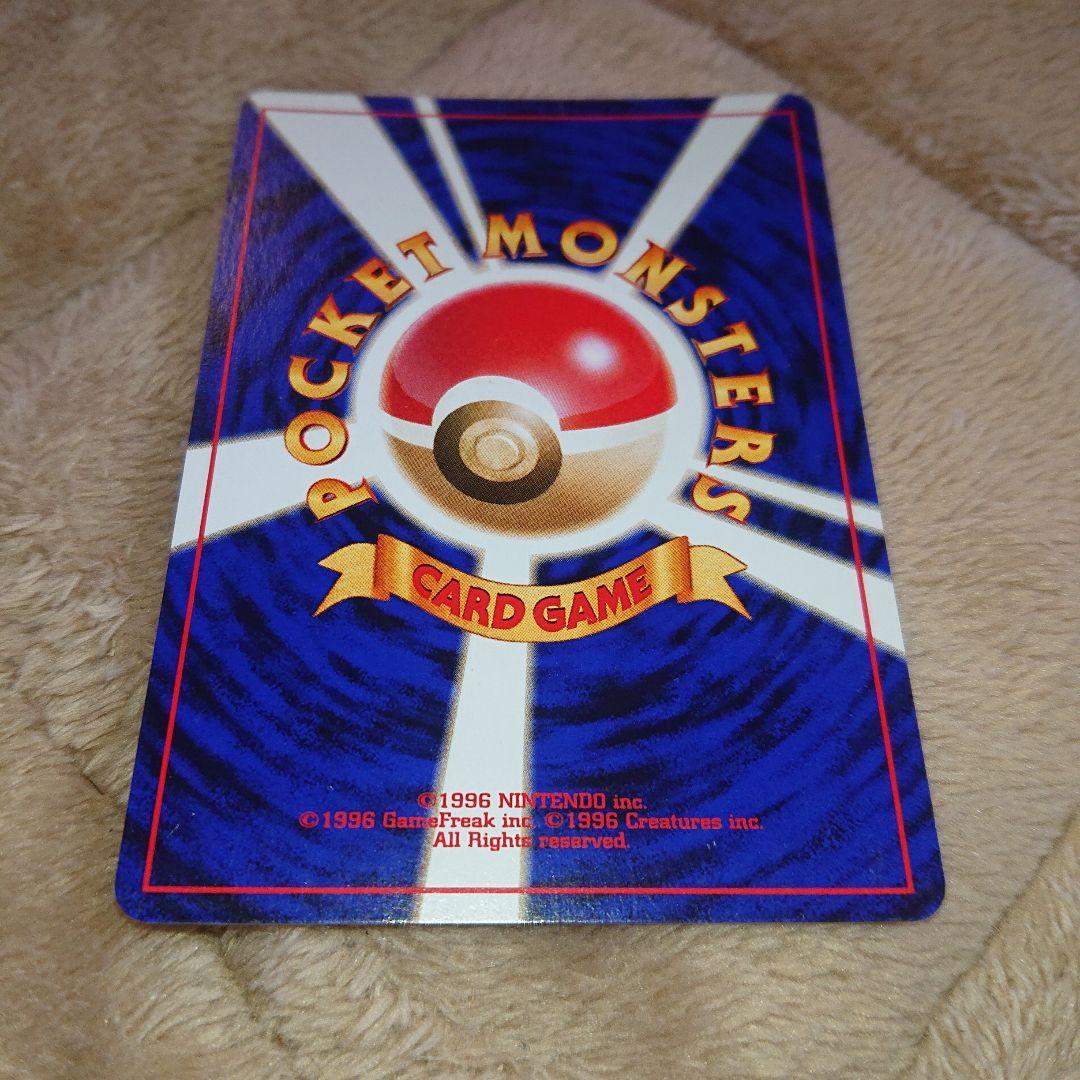 POCKET MONSTERS
CARD GAME
©1996 NINTENDO inc.
©1996 GameFreak inc. ©1996 Creatures inc.
All Rights reserved.